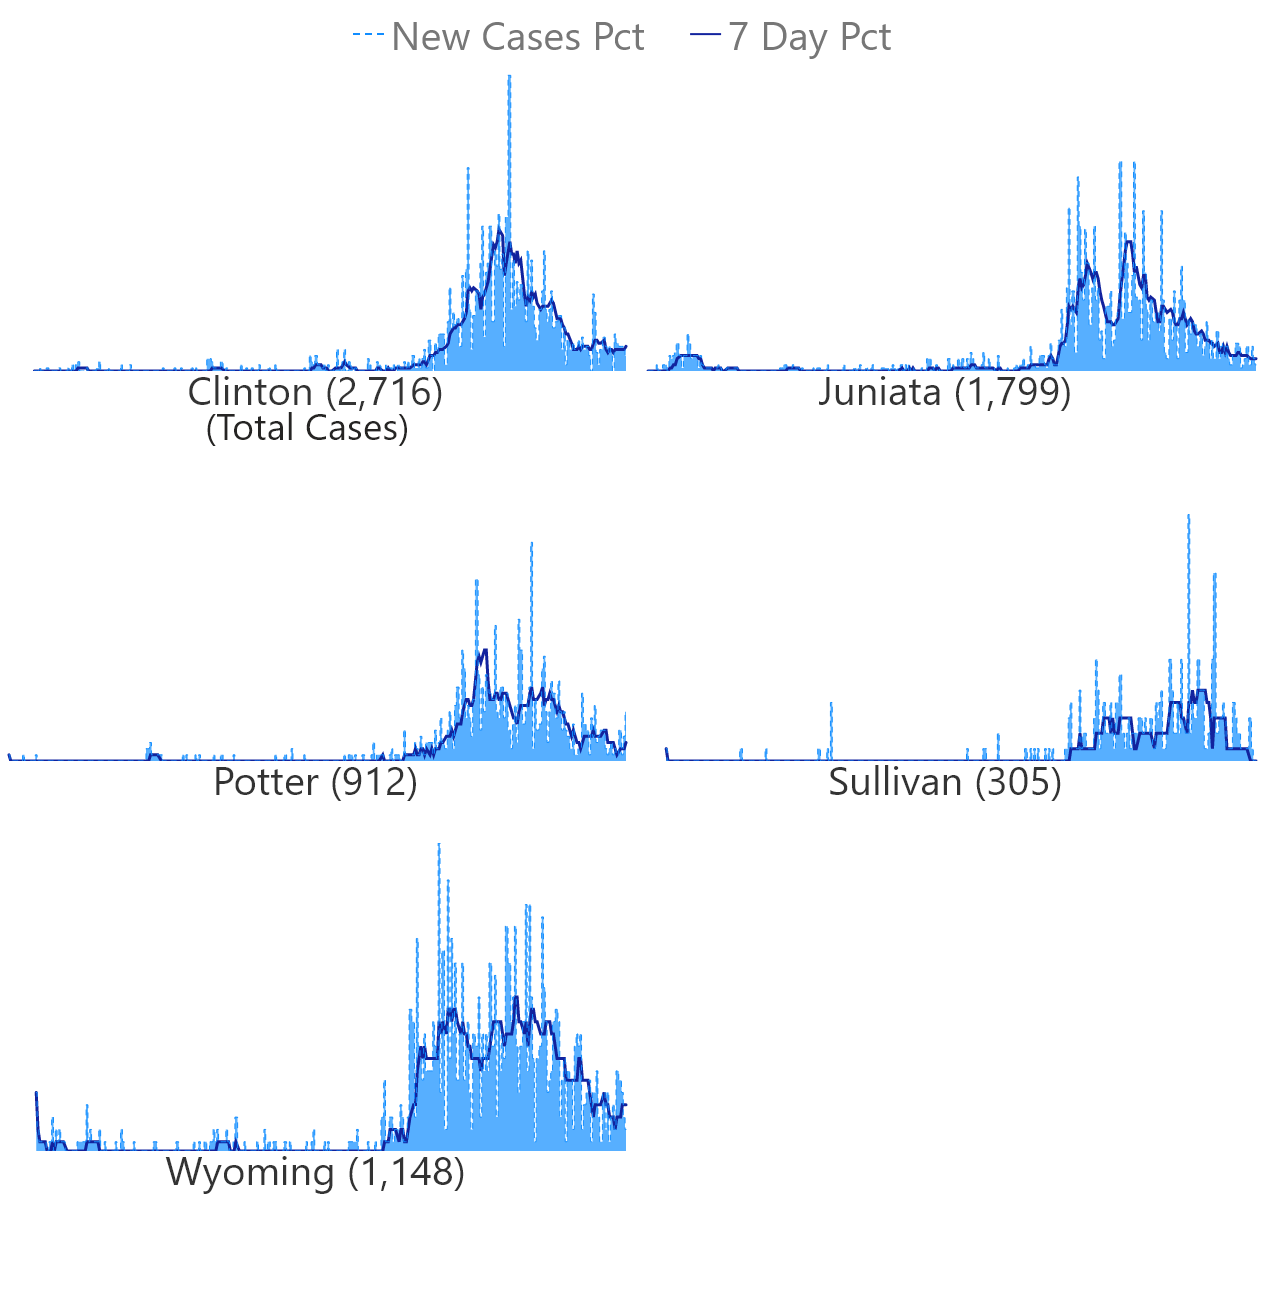 New Cases Pct 7 Day Pct
Clinton (2,716)
(Total Cases)
Juniata (1,799)
Potter (912)
Sullivan (305)
Wyoming (1,148)